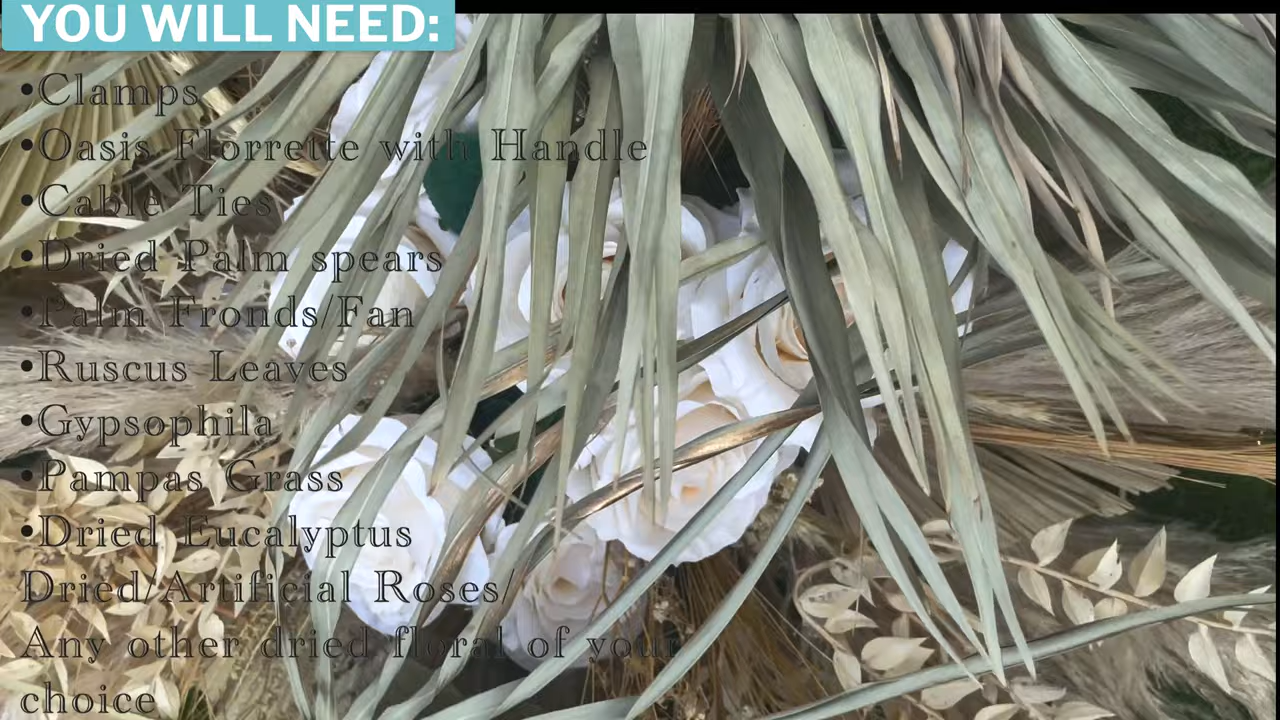 YOU WILL NEED:
•Clamps
•Oasis Florrette with Handle
•Cable Ties
•Dried Palm spears
•Palm Fronds/Fan
•Ruscus Leaves
•Gypsophila
•Pampas Grass
•Dried Eucalyptus
Dried/Artificial Roses/
Any other dried floral of your
choice